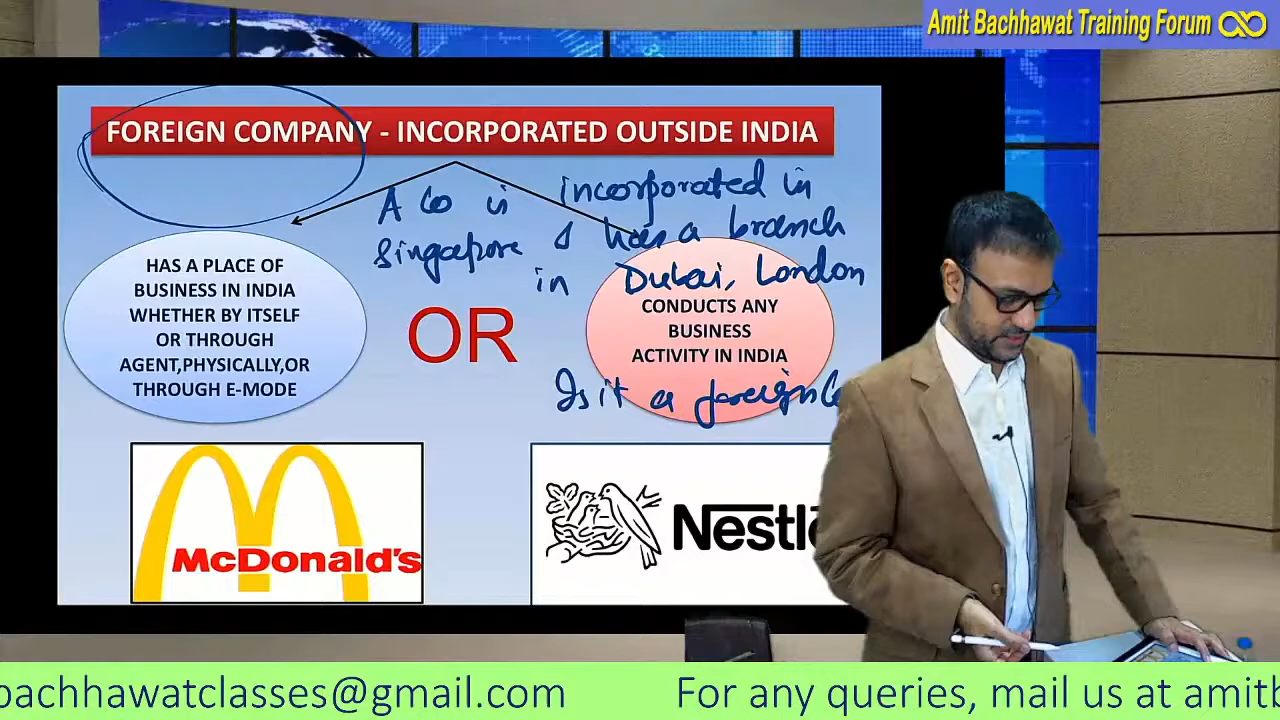 Amit Bachhawat Training Forum
FOREIGN COMPANY - INCORPORATED OUTSIDE INDIA
A Co is incorporated in
Singapore & has a branch
in Dubai, London
HAS A PLACE OF
BUSINESS IN INDIA
WHETHER BY ITSELF
OR THROUGH
AGENT,PHYSICALLY,OR
THROUGH E-MODE
OR
CONDUCTS ANY
BUSINESS
ACTIVITY IN INDIA
Is it a foreign Co
McDonald's
Nestl
bachhawatclasses@gmail.com For any queries, mail us at amitb